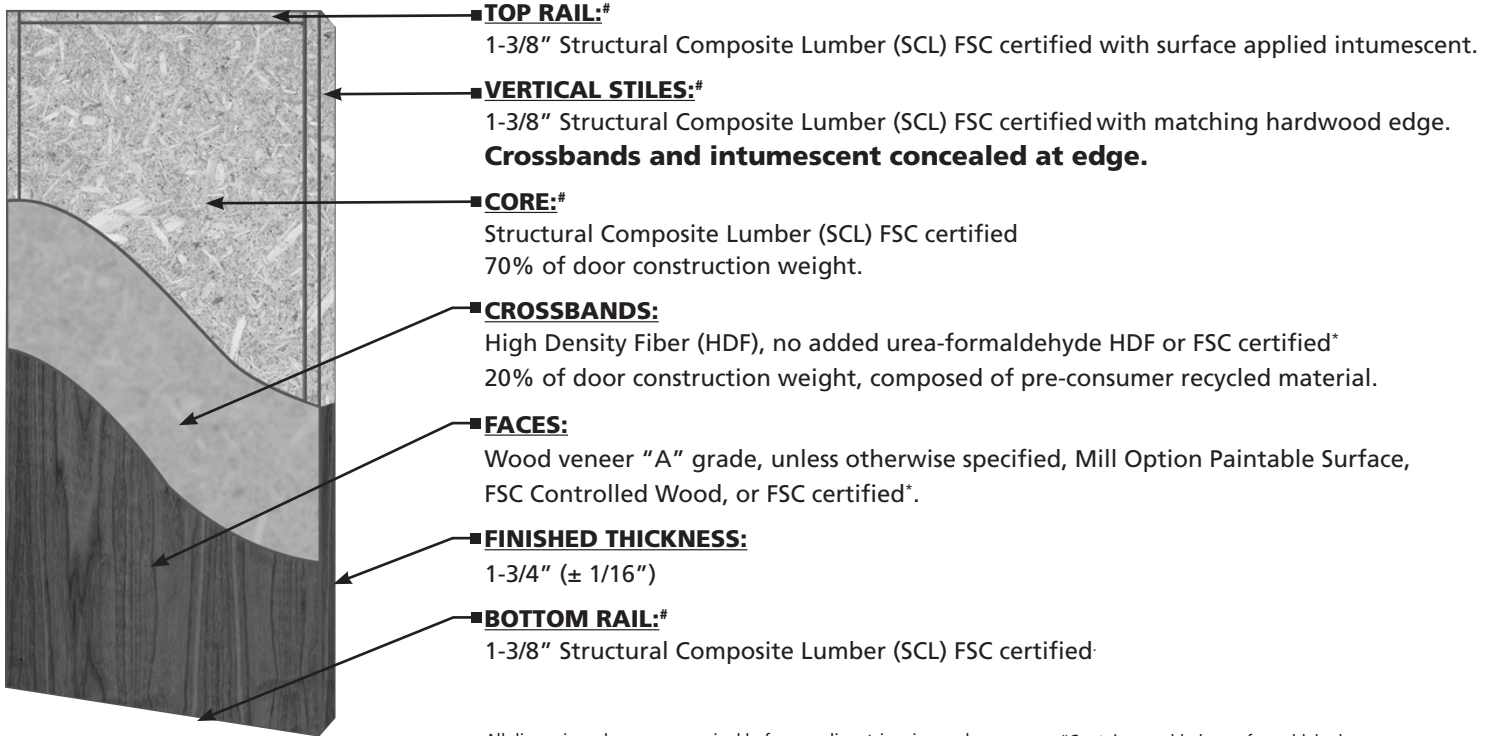 TOP RAIL:#
1-3/8" Structural Composite Lumber (SCL) FSC certified with surface applied intumescent.
VERTICAL STILES:#
1-3/8" Structural Composite Lumber (SCL) FSC certified with matching hardwood edge.
Crossbands and intumescent concealed at edge.
CORE:#
Structural Composite Lumber (SCL) FSC certified
70% of door construction weight.
CROSSBANDS:
High Density Fiber (HDF), no added urea-formaldehyde HDF or FSC certified*
20% of door construction weight, composed of pre-consumer recycled material.
FACES:
Wood veneer “A” grade, unless otherwise specified, Mill Option Paintable Surface,
FSC Controlled Wood, or FSC certified*.
FINISHED THICKNESS:
1-3/4" (± 1/16")
BOTTOM RAIL:#
1-3/8" Structural Composite Lumber (SCL) FSC certified.